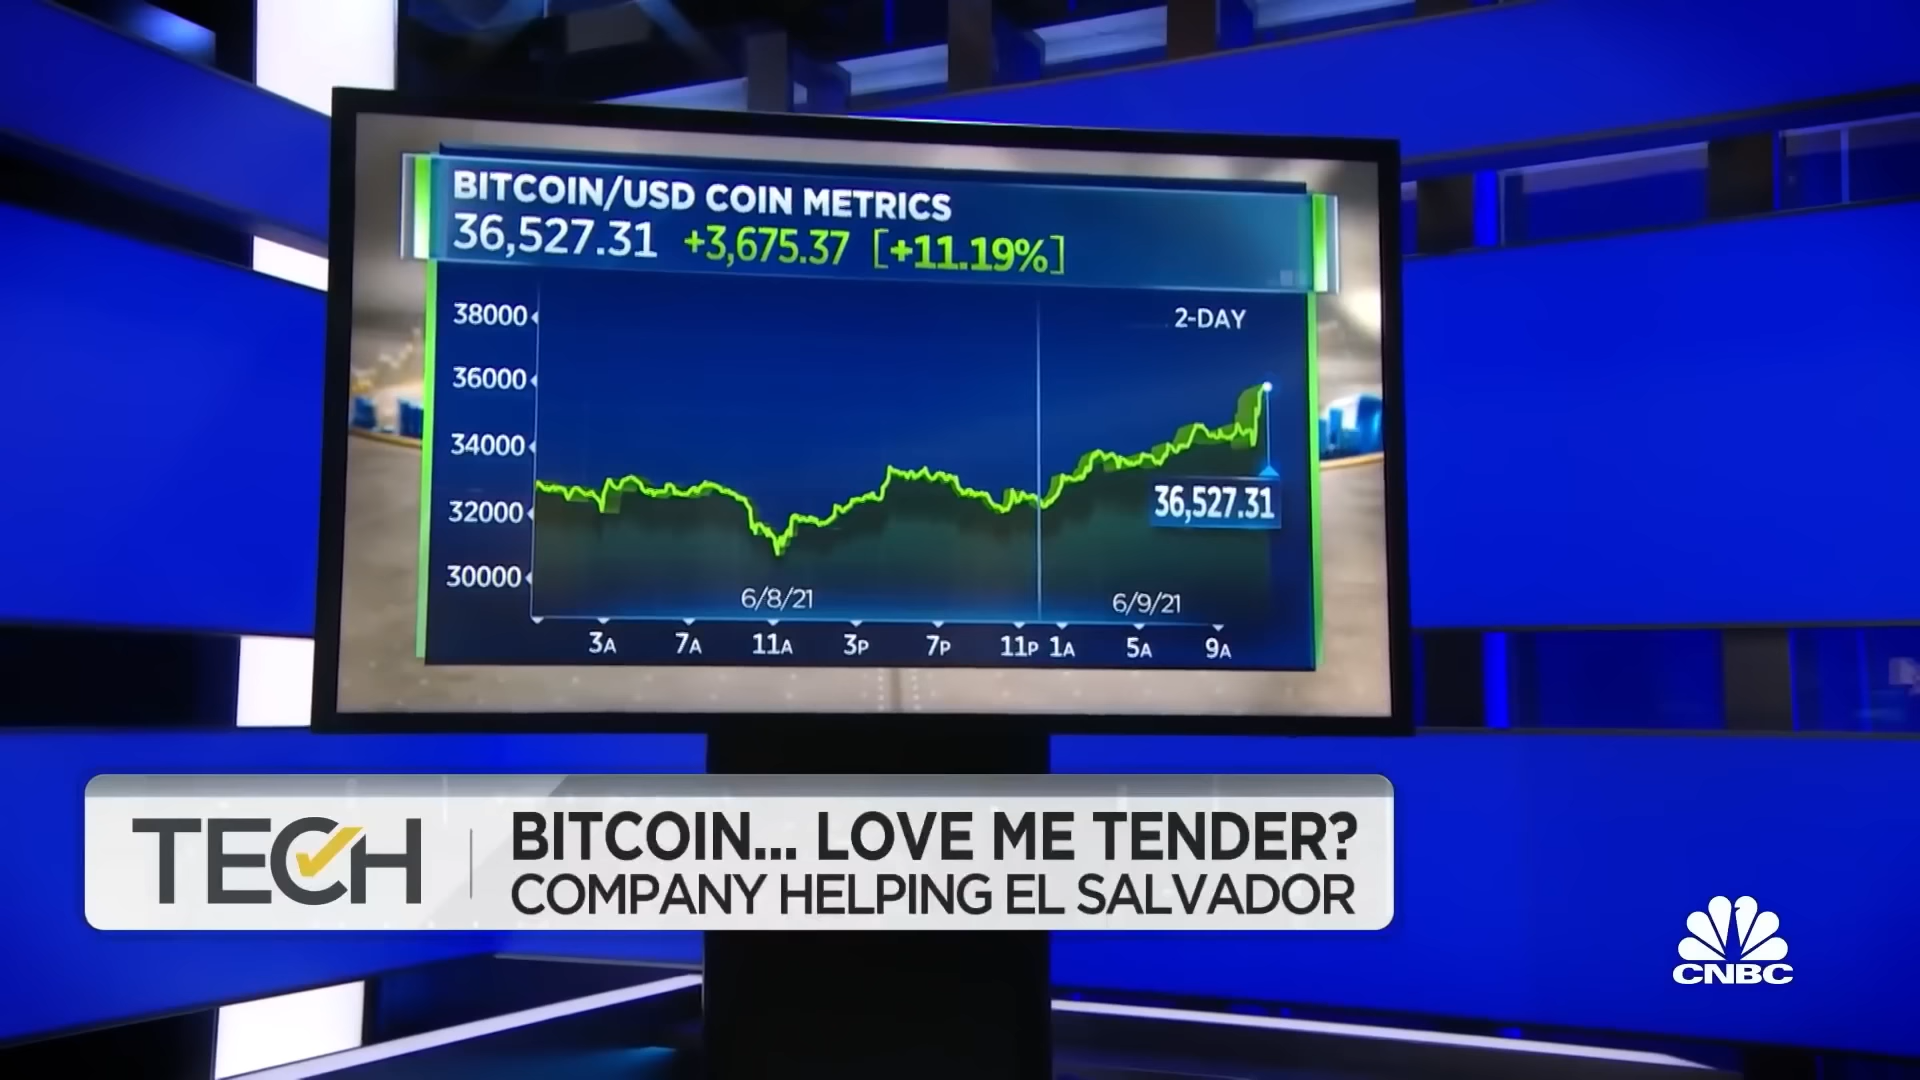 BITCOIN/USD COIN METRICS
36,527.31 +3,675.37 [+11.19%]
2-DAY
38000
36000
34000
32000
30000
36,527.31
6/8/21 6/9/21
3A 7A 11A 3P 7P 11P 1A 5A 9A
TECH
BITCOIN... LOVE ME TENDER?
COMPANY HELPING EL SALVADOR
CNBC